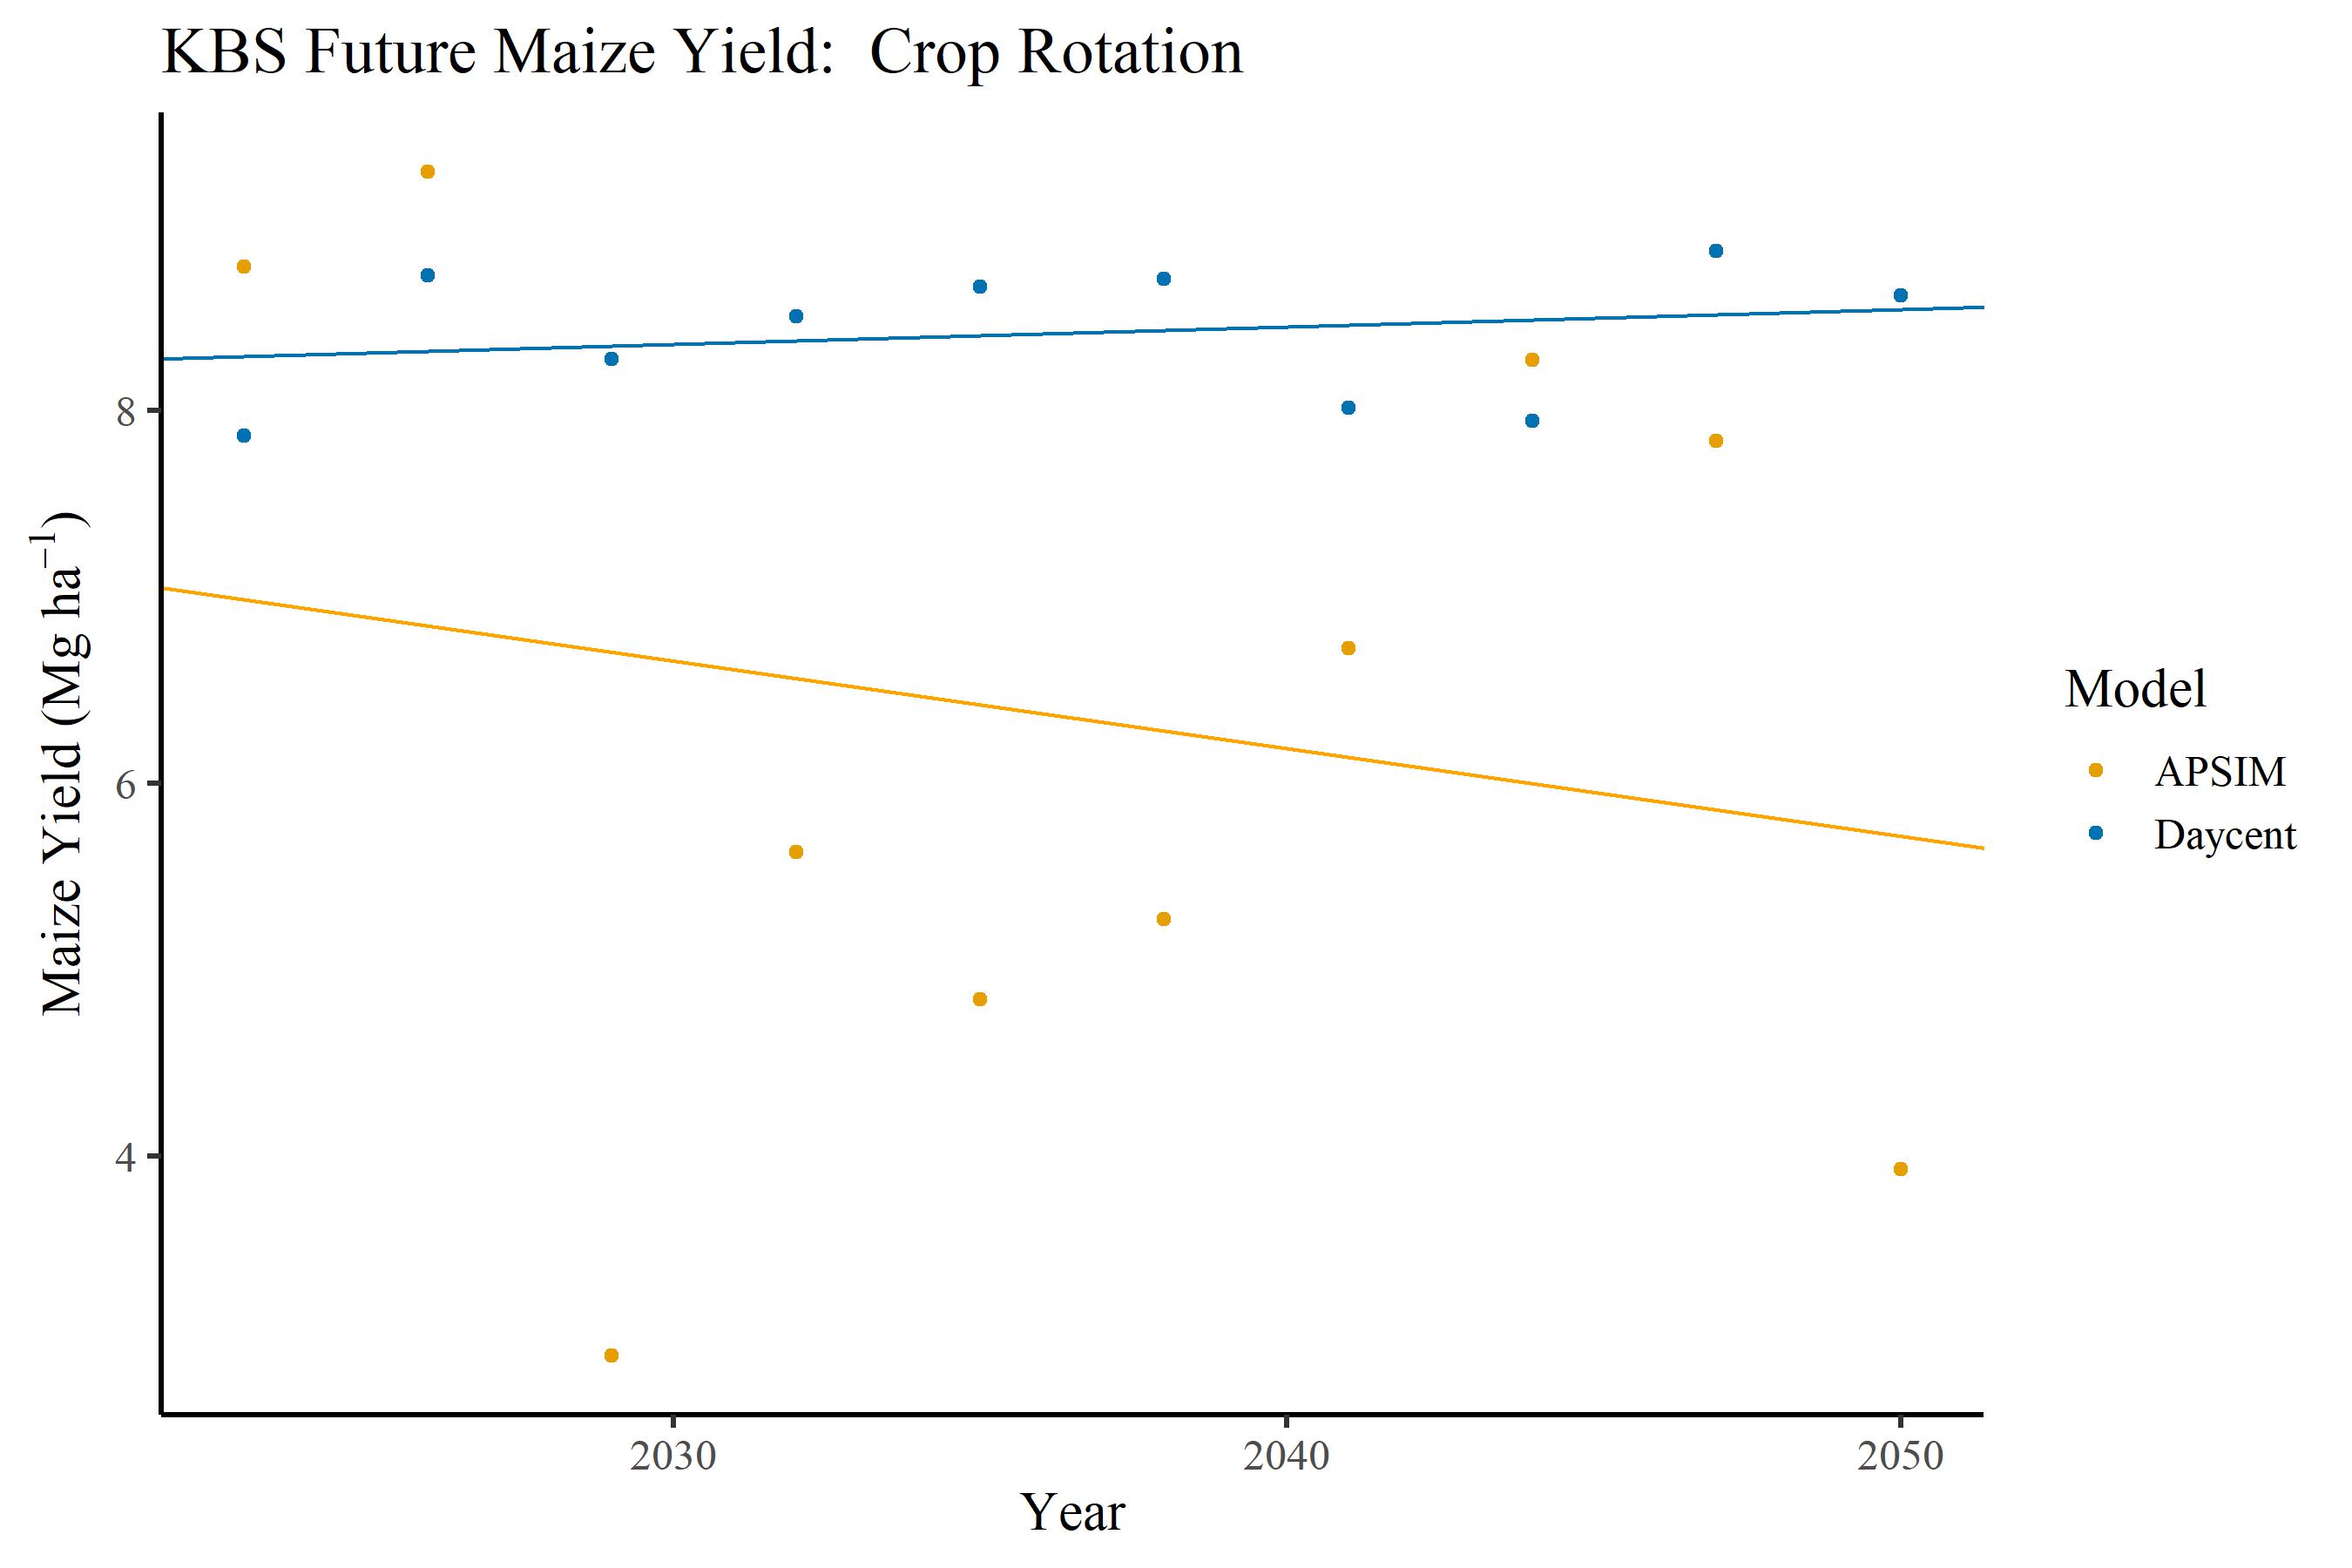 KBS Future Maize Yield:  Crop Rotation
Maize Yield (Mg ha⁻¹)
8
6
4
2030
2040
2050
Year
Model
APSIM
Daycent